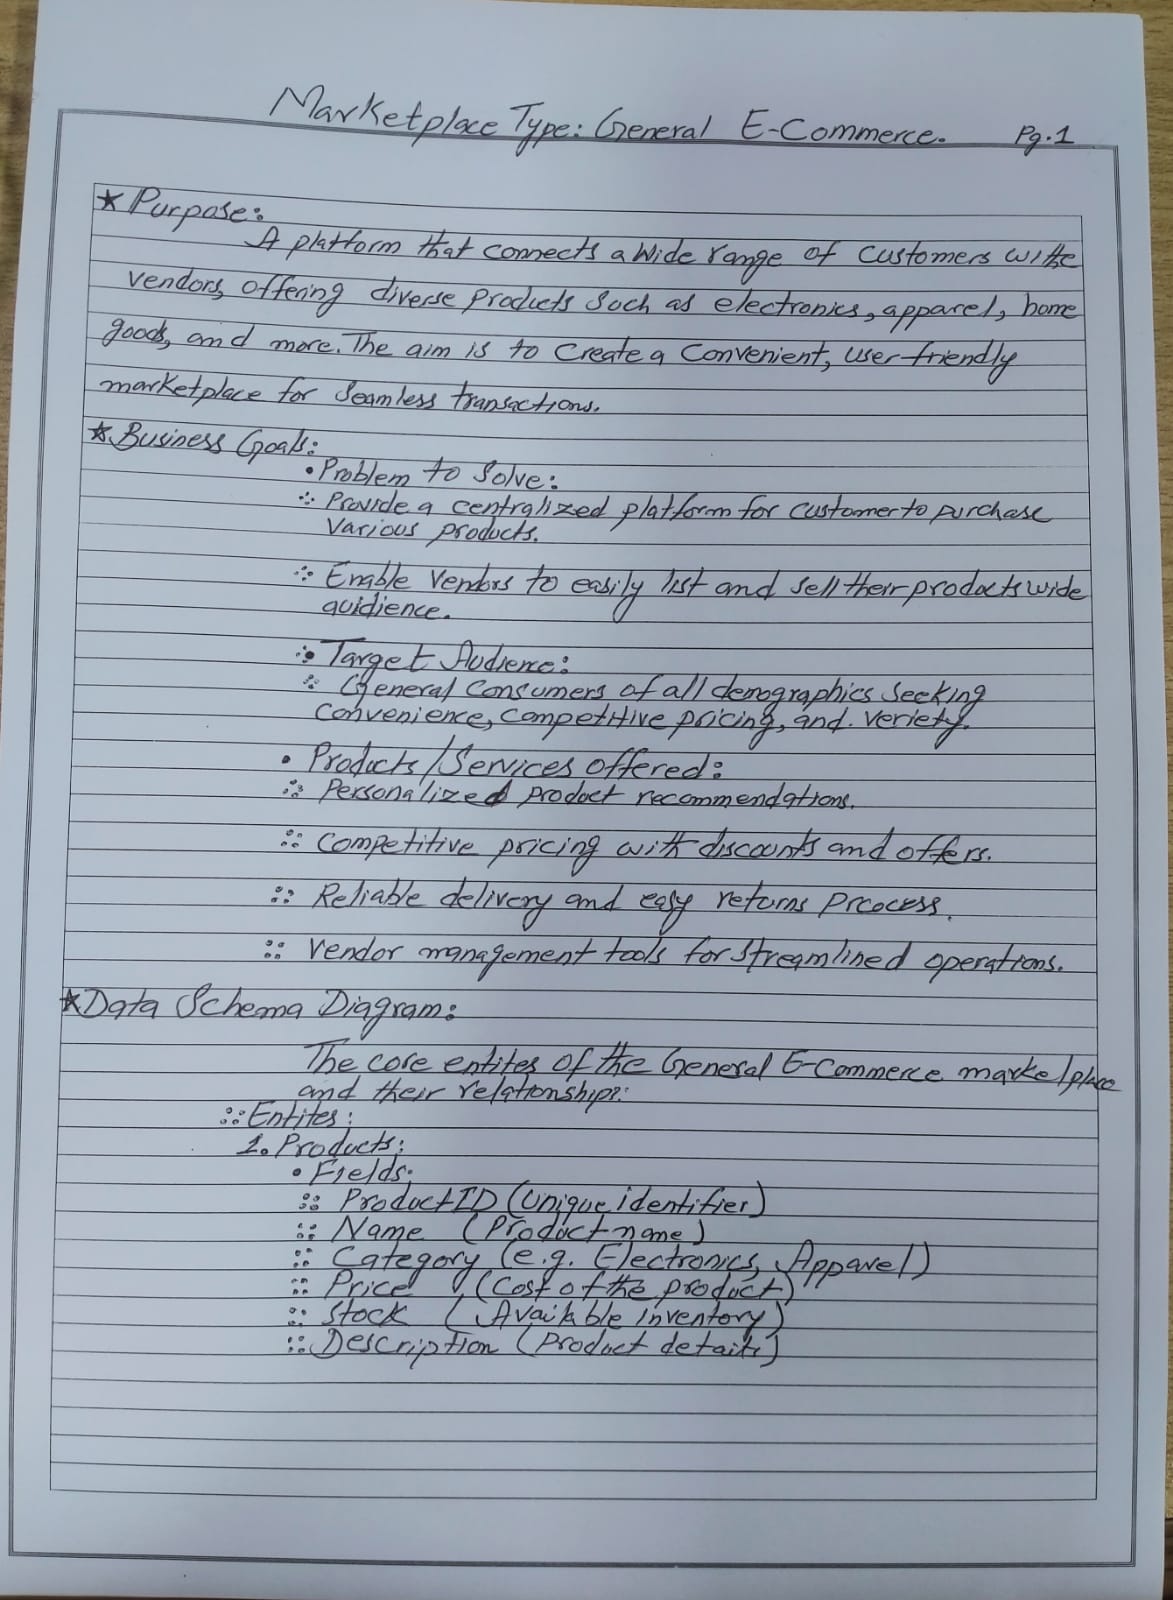 Marketplace Type: General E-Commerce. Pg.1
★ Purpose:
A platform that connects a wide range of customers withe
vendors, offering diverse products such as electronics, apparel, home
goods, and more. The aim is to create a convenient, user-friendly
marketplace for seamless transactions.
★ Business Goals:
• Problem to Solve:
∴ Provide a centralized platform for customer to purchase
various products.
∴ Enable vendors to easily list and sell their products wide
auidience.
• Target Audience:
∴ General consumers of all demographics seeking
convenience, competitive pricing, and. veriety.
• Products/Services offered:
∴ Personalized product recommendations.
:: competitive pricing with discounts and offers.
:: Reliable delivery and easy returns prcocess.
:: vendor management tools for streamlined operations.
★ Data Schema Diagram:
The core entites of the General E-Commerce marketplace
and their relationships:
:: Entites:
1. Products:
• Fields:
:: ProductID (Unique identifier)
:: Name (Product name)
:: Category (e.g. Electronics, Apparel)
:: Price (Cost of the product)
:: Stock (Available inventory)
:: Description (Product details)